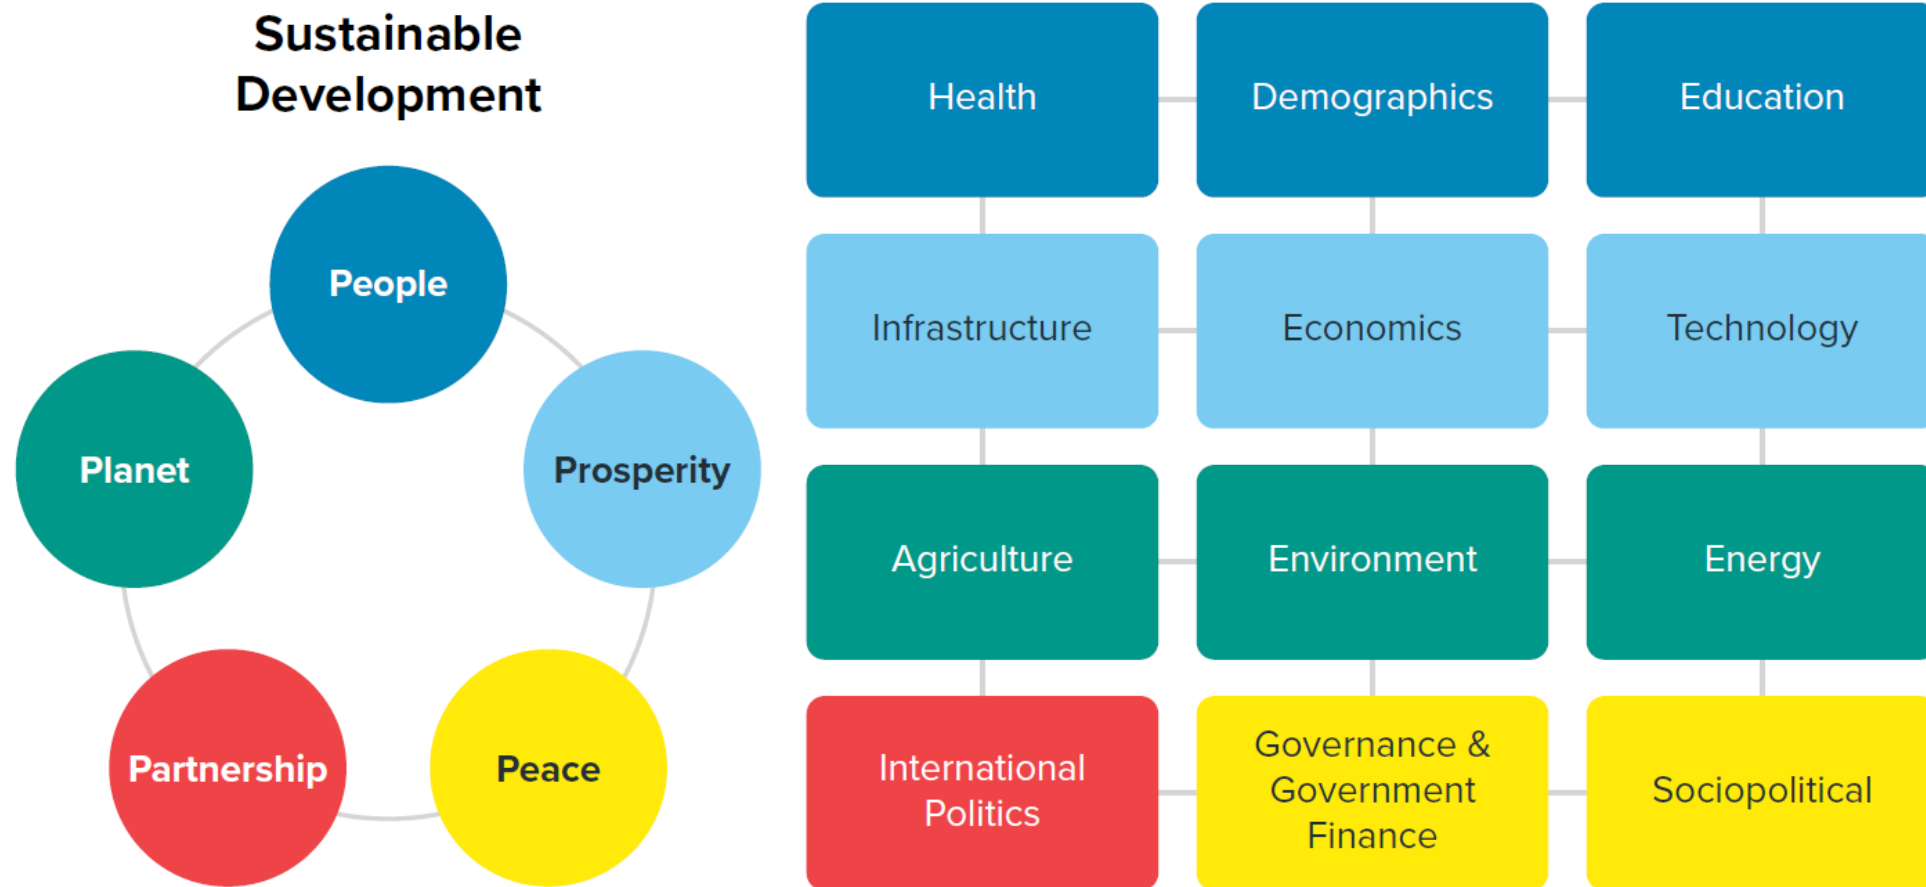 Sustainable
Development
People
Prosperity
Planet
Partnership
Peace
Health
Demographics
Education
Infrastructure
Economics
Technology
Agriculture
Environment
Energy
International
Politics
Governance &
Government
Finance
Sociopolitical